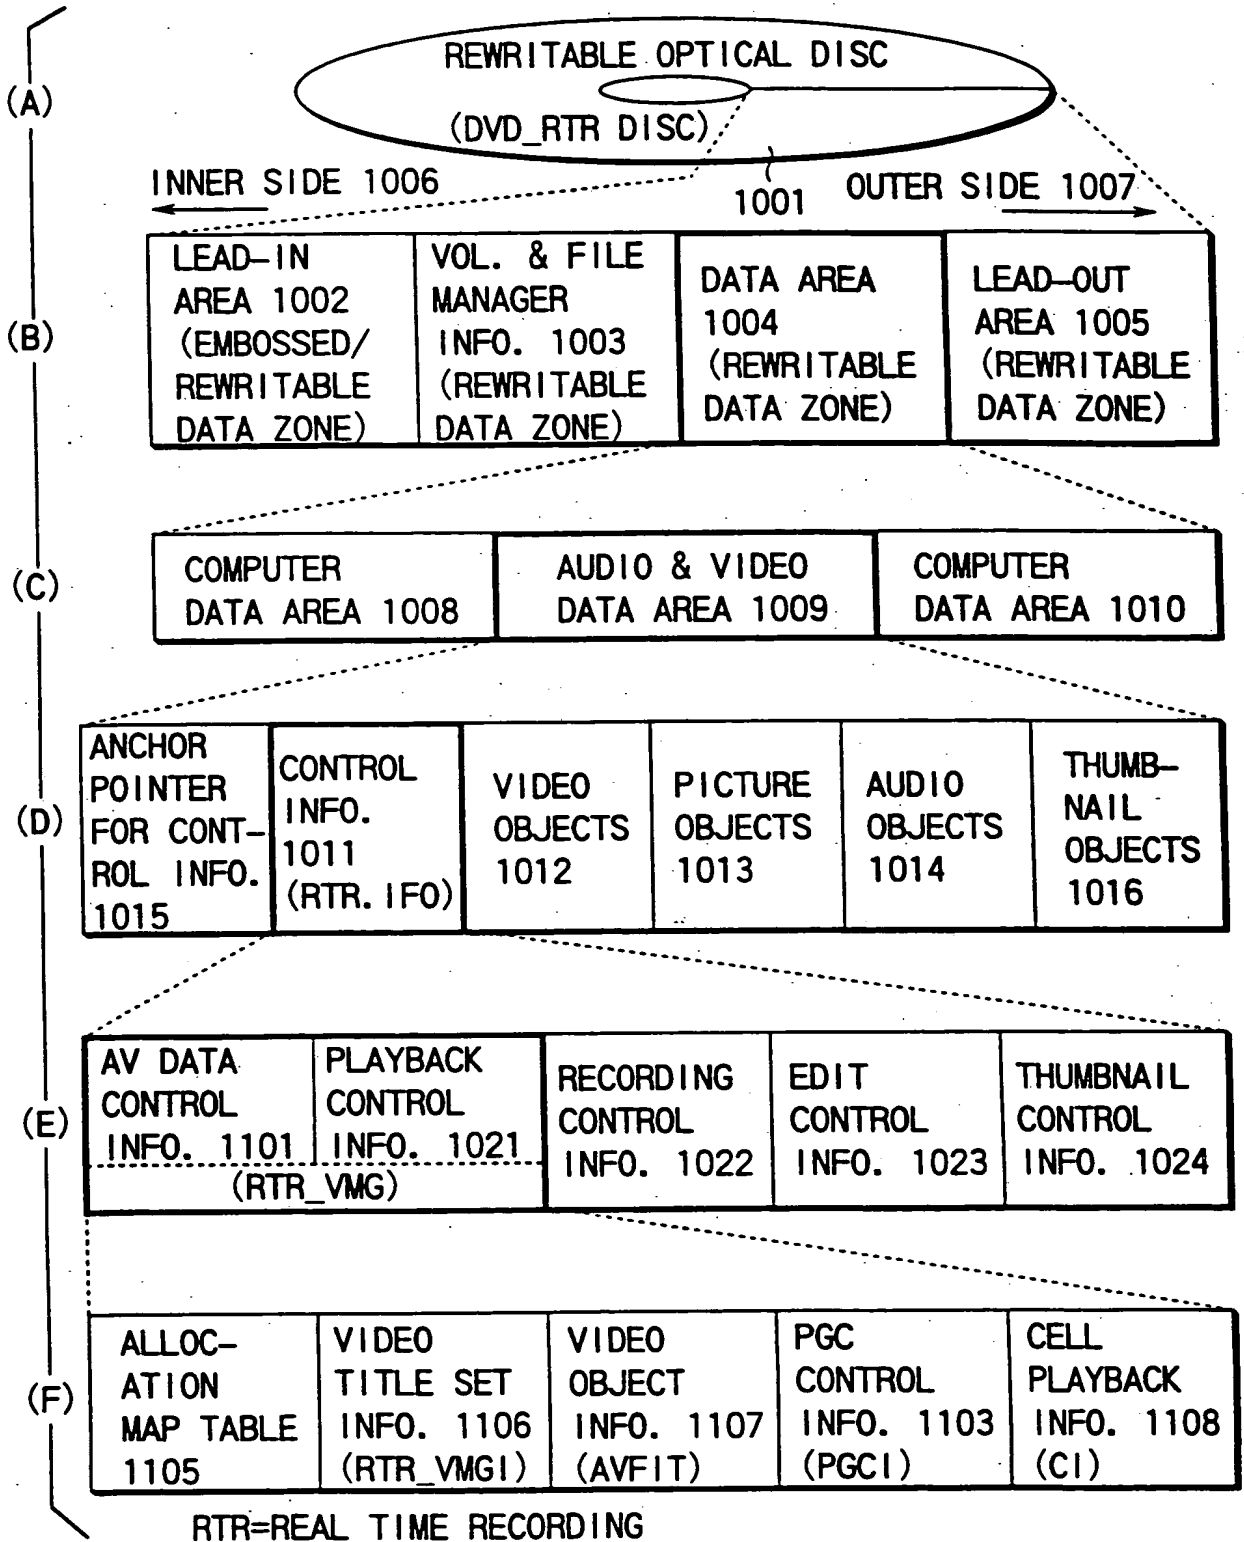 (A)
REWRITABLE OPTICAL DISC
(DVD_RTR DISC)
INNER SIDE 1006
1001
OUTER SIDE 1007
(B)
LEAD-IN
AREA 1002
(EMBOSSED/
REWRITABLE
DATA ZONE)
VOL. & FILE
MANAGER
INFO. 1003
(REWRITABLE
DATA ZONE)
DATA AREA
1004
(REWRITABLE
DATA ZONE)
LEAD-OUT
AREA 1005
(REWRITABLE
DATA ZONE)
(C)
COMPUTER
DATA AREA 1008
AUDIO & VIDEO
DATA AREA 1009
COMPUTER
DATA AREA 1010
(D)
ANCHOR
POINTER
FOR CONT-
ROL INFO.
1015
CONTROL
INFO.
1011
(RTR.IFO)
VIDEO
OBJECTS
1012
PICTURE
OBJECTS
1013
AUDIO
OBJECTS
1014
THUMB-
NAIL
OBJECTS
1016
(E)
AV DATA
CONTROL
INFO. 1101
PLAYBACK
CONTROL
INFO. 1021
(RTR_VMG)
RECORDING
CONTROL
INFO. 1022
EDIT
CONTROL
INFO. 1023
THUMBNAIL
CONTROL
INFO. 1024
(F)
ALLOC-
ATION
MAP TABLE
1105
VIDEO
TITLE SET
INFO. 1106
(RTR_VMGI)
VIDEO
OBJECT
INFO. 1107
(AVFIT)
PGC
CONTROL
INFO. 1103
(PGCI)
CELL
PLAYBACK
INFO. 1108
(CI)
RTR=REAL TIME RECORDING